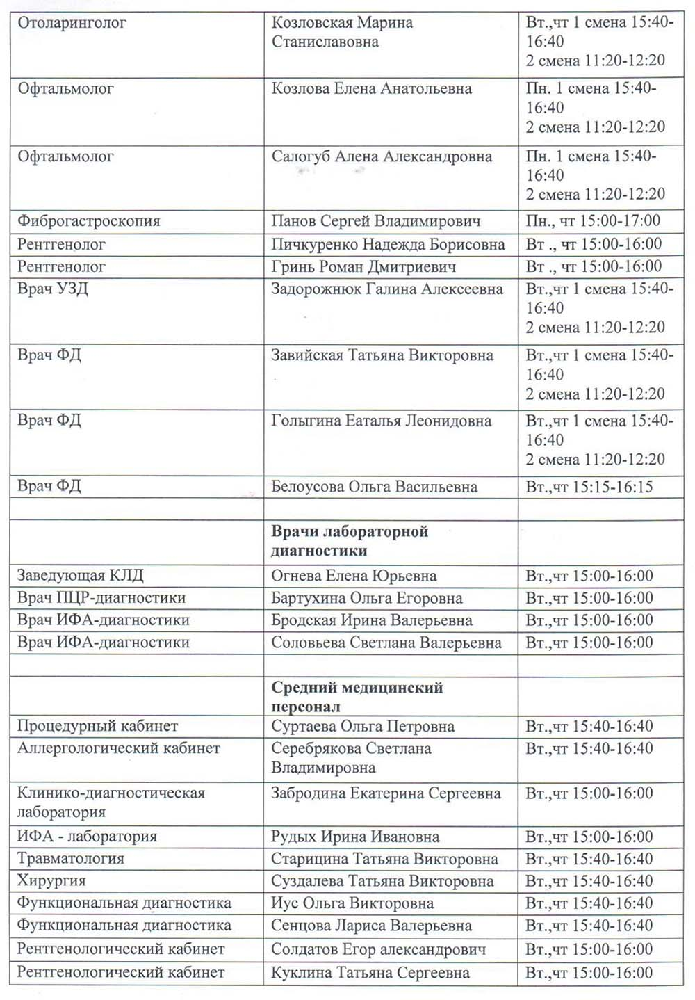 Отоларинголог Козловская Марина Вт.,чт 1 смена 15:40-
Станиславовна 16:40
2 смена 11:20-12:20
Офтальмолог Козлова Елена Анатольевна Пн. 1 смена 15:40-
16:40
2 смена 11:20-12:20
Офтальмолог Салогуб Алена Александровна Пн. 1 смена 15:40-
16:40
2 смена 11:20-12:20
Фиброгастроскопия Панов Сергей Владимирович Пн., чт 15:00-17:00
Рентгенолог Пичкуренко Надежда Борисовна Вт ., чт 15:00-16:00
Рентгенолог Гринь Роман Дмитриевич Вт ., чт 15:00-16:00
Врач УЗД Задорожнюк Галина Алексеевна Вт.,чт 1 смена 15:40-
16:40
2 смена 11:20-12:20
Врач ФД Завийская Татьяна Викторовна Вт.,чт 1 смена 15:40-
16:40
2 смена 11:20-12:20
Врач ФД Голыгина Еаталья Леонидовна Вт.,чт 1 смена 15:40-
16:40
2 смена 11:20-12:20
Врач ФД Белоусова Ольга Васильевна Вт.,чт 15:15-16:15
Врачи лабораторной
диагностики
Заведующая КЛД Огнева Елена Юрьевна Вт.,чт 15:00-16:00
Врач ПЦР-диагностики Бартухина Ольга Егоровна Вт.,чт 15:00-16:00
Врач ИФА-диагностики Бродская Ирина Валерьевна Вт.,чт 15:00-16:00
Врач ИФА-диагностики Соловьева Светлана Валерьевна Вт.,чт 15:00-16:00
Средний медицинский
персонал
Процедурный кабинет Суртаева Ольга Петровна Вт.,чт 15:40-16:40
Аллергологический кабинет Серебрякова Светлана Вт.,чт 15:40-16:40
Владимировна
Клинико-диагностическая Забродина Екатерина Сергеевна Вт.,чт 15:00-16:00
лаборатория
ИФА - лаборатория Рудых Ирина Ивановна Вт.,чт 15:00-16:00
Травматология Старицина Татьяна Викторовна Вт.,чт 15:40-16:40
Хирургия Суздалева Татьяна Викторовна Вт.,чт 15:40-16:40
Функциональная диагностика Иус Ольга Викторовна Вт.,чт 15:40-16:40
Функциональная диагностика Сенцова Лариса Валерьевна Вт.,чт 15:40-16:40
Рентгенологический кабинет Солдатов Егор александрович Вт.,чт 15:00-16:00
Рентгенологический кабинет Куклина Татьяна Сергеевна Вт.,чт 15:00-16:00